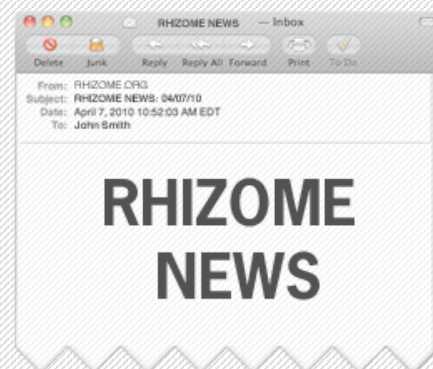 RHIZOME NEWS — Inbox
Delete Junk Reply Reply All Forward Print To Do
From: RHIZOME.ORG
Subject: RHIZOME NEWS: 04/07/10
Date: April 7, 2010 10:52:03 AM EDT
To: John Smith
RHIZOME
NEWS